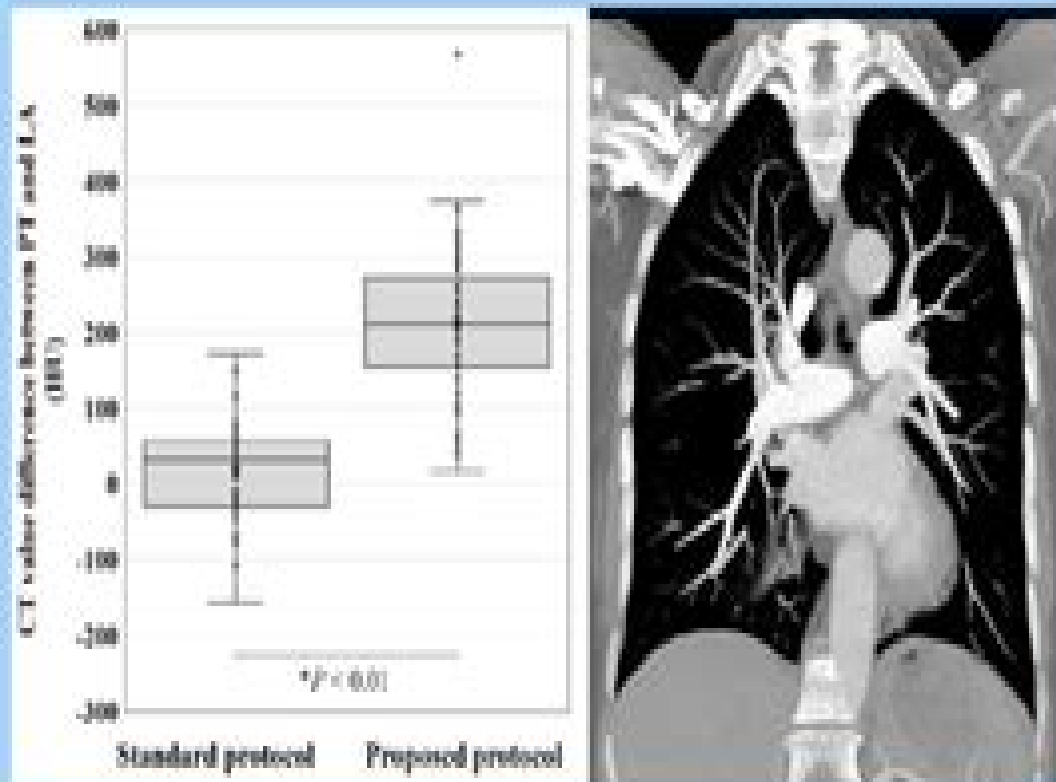 600
500
400
300
200
100
0
-100
-200
-300
CT value difference between PT and LA
(HU)
*P < 0.01
Standard protocol
Proposed protocol